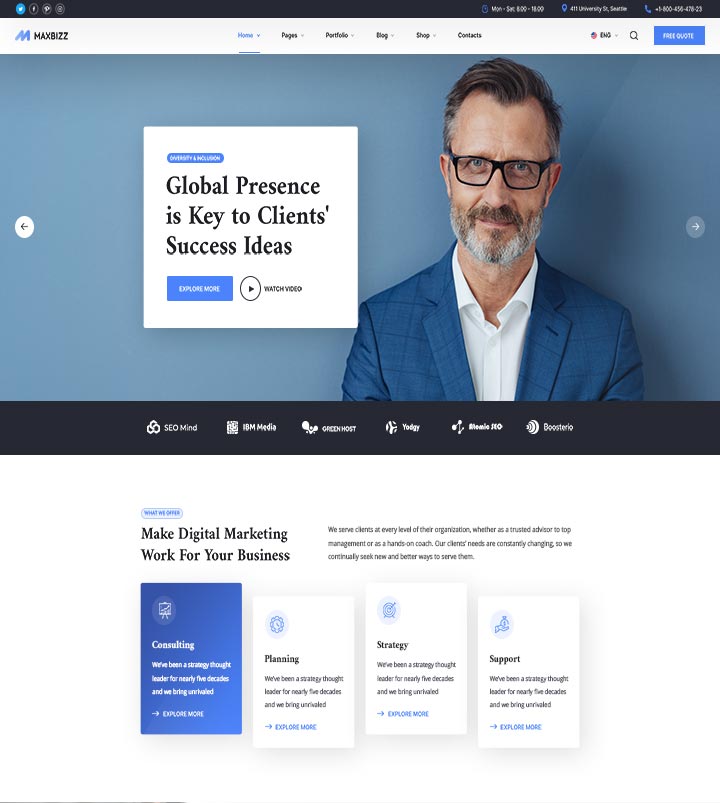 Mon - Sat: 8:00 - 18:00
411 University St, Seattle
+1-800-456-478-23
MAXBIZZ
Home
Pages
Portfolio
Blog
Shop
Contacts
ENG
FREE QUOTE
DIVERSITY & INCLUSION
Global Presence
is Key to Clients'
Success Ideas
EXPLORE MORE
WATCH VIDEO
SEO Mind
IBM Media
GREEN HOST
Yodgy
Atomic SEO
Boosterio
WHAT WE OFFER
Make Digital Marketing
Work For Your Business
We serve clients at every level of their organization, whether as a trusted advisor to top
management or as a hands-on coach. Our clients' needs are constantly changing, so we
continually seek new and better ways to serve them.
Consulting
We've been a strategy thought
leader for nearly five decades
and we bring unrivaled
EXPLORE MORE
Planning
We've been a strategy thought
leader for nearly five decades
and we bring unrivaled
EXPLORE MORE
Strategy
We've been a strategy thought
leader for nearly five decades
and we bring unrivaled
EXPLORE MORE
Support
We've been a strategy thought
leader for nearly five decades
and we bring unrivaled
EXPLORE MORE